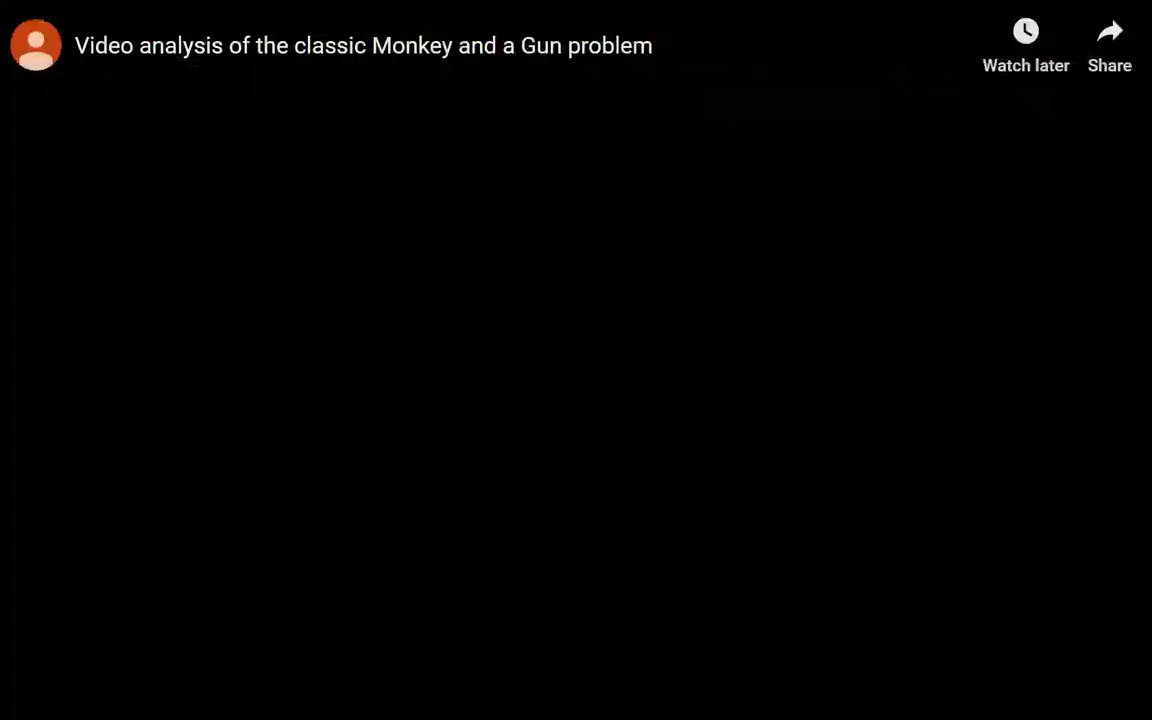 Video analysis of the classic Monkey and a Gun problem
Watch later
Share